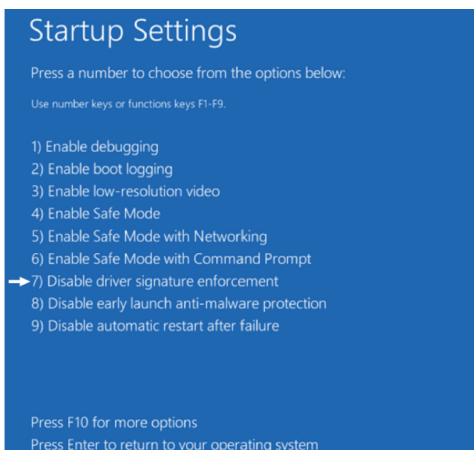 Startup Settings
Press a number to choose from the options below:
Use number keys or functions keys F1-F9.
1) Enable debugging
2) Enable boot logging
3) Enable low-resolution video
4) Enable Safe Mode
5) Enable Safe Mode with Networking
6) Enable Safe Mode with Command Prompt
7) Disable driver signature enforcement
8) Disable early launch anti-malware protection
9) Disable automatic restart after failure
Press F10 for more options
Press Enter to return to your operating system